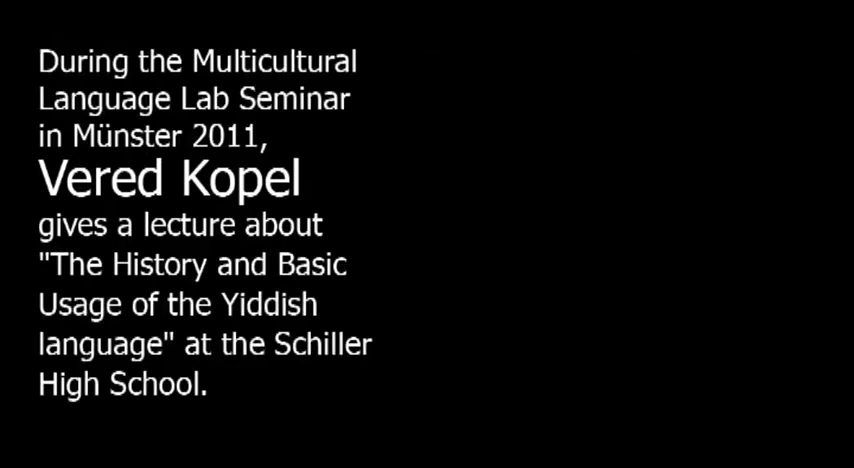 During the Multicultural
Language Lab Seminar
in Münster 2011,
Vered Kopel
gives a lecture about
"The History and Basic
Usage of the Yiddish
language" at the Schiller
High School.